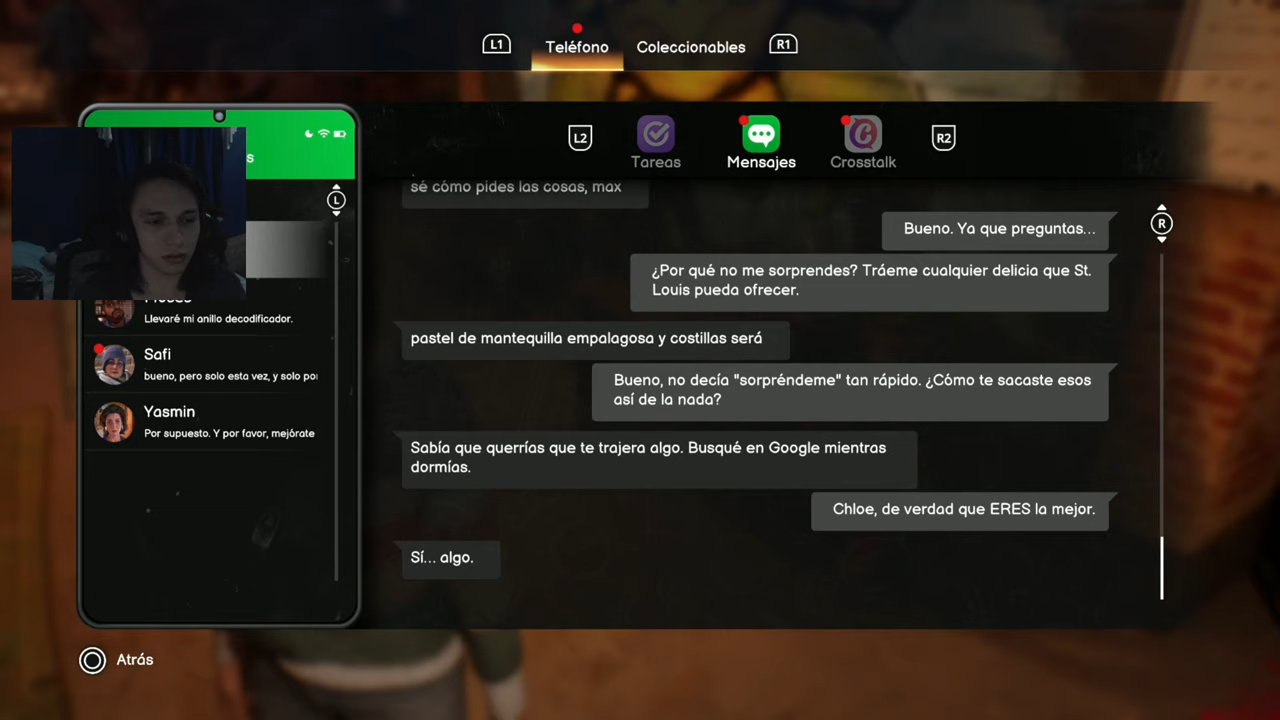 L1
Teléfono
Coleccionables
R1
L2
Tareas
Mensajes
Crosstalk
R2
s
L
Llevaré mi anillo decodificador.
Safi
bueno, pero solo esta vez, y solo por
Yasmin
Por supuesto. Y por favor, mejórate
sé cómo pides las cosas, max
Bueno. Ya que preguntas...
R
¿Por qué no me sorprendes? Tráeme cualquier delicia que St.
Louis pueda ofrecer.
pastel de mantequilla empalagosa y costillas será
Bueno, no decía "sorpréndeme" tan rápido. ¿Cómo te sacaste esos
así de la nada?
Sabía que querrías que te trajera algo. Busqué en Google mientras
dormías.
Chloe, de verdad que ERES la mejor.
Sí... algo.
Atrás